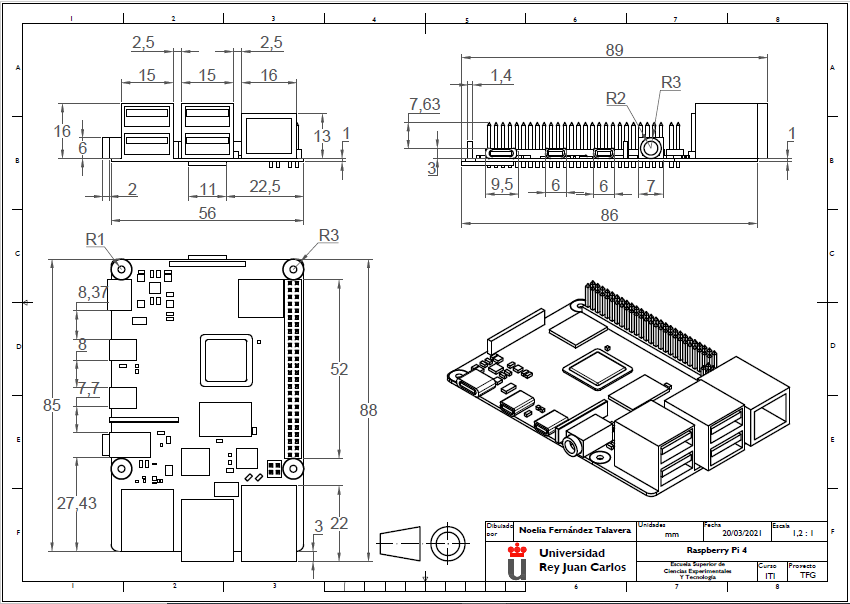 1 2 3 4 5 6 7 8
A A
B B
C C
D D
E E
F F
2,5 2,5
15 15 16
16
6
13
1
2
11
22,5
56
89
1,4
R2
R3
7,63
3
1
9,5 6 6 7
86
R1
R3
8,37
8
7,7
85
27,43
52
88
3 22
Dibujado por
Noelia Fernández Talavera
Unidades
mm
Fecha
20/03/2021
Escala
1,2 : 1
Universidad
Rey Juan Carlos
Raspberry Pi 4
Escuela Superior de
Ciencias Experimentales
Y Tecnología
Curso
ITI
Proyecto
TFG
1 2 3 6 7 8